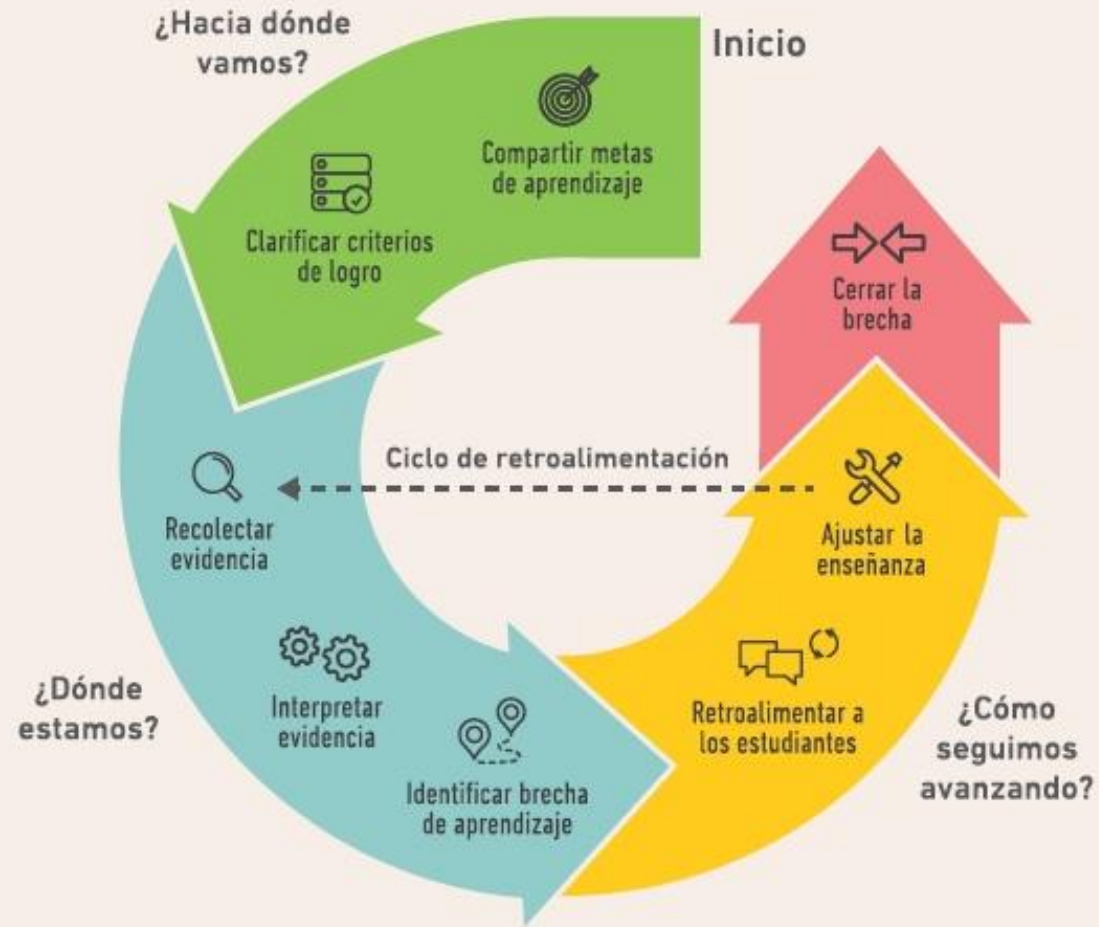 ¿Hacia dónde
vamos?
Inicio
Compartir metas
de aprendizaje
Clarificar criterios
de logro
Cerrar la
brecha
Ciclo de retroalimentación
Recolectar
evidencia
Ajustar la
enseñanza
¿Dónde
estamos?
Interpretar
evidencia
Identificar brecha
de aprendizaje
Retroalimentar a
los estudiantes
¿Cómo
seguimos
avanzando?